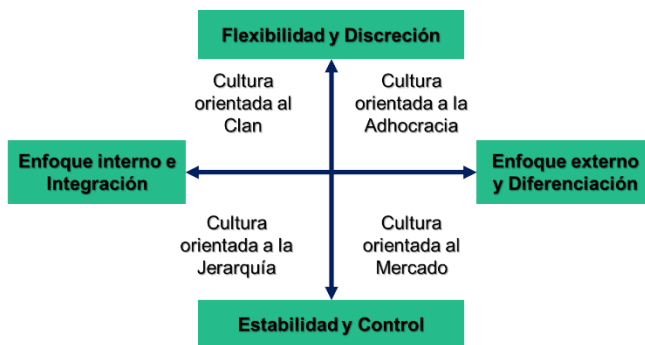 Flexibilidad y Discreción
Cultura
orientada al
Clan
Cultura
orientada a la
Adhocracia
Enfoque interno e
Integración
Enfoque externo
y Diferenciación
Cultura
orientada a la
Jerarquía
Cultura
orientada al
Mercado
Estabilidad y Control